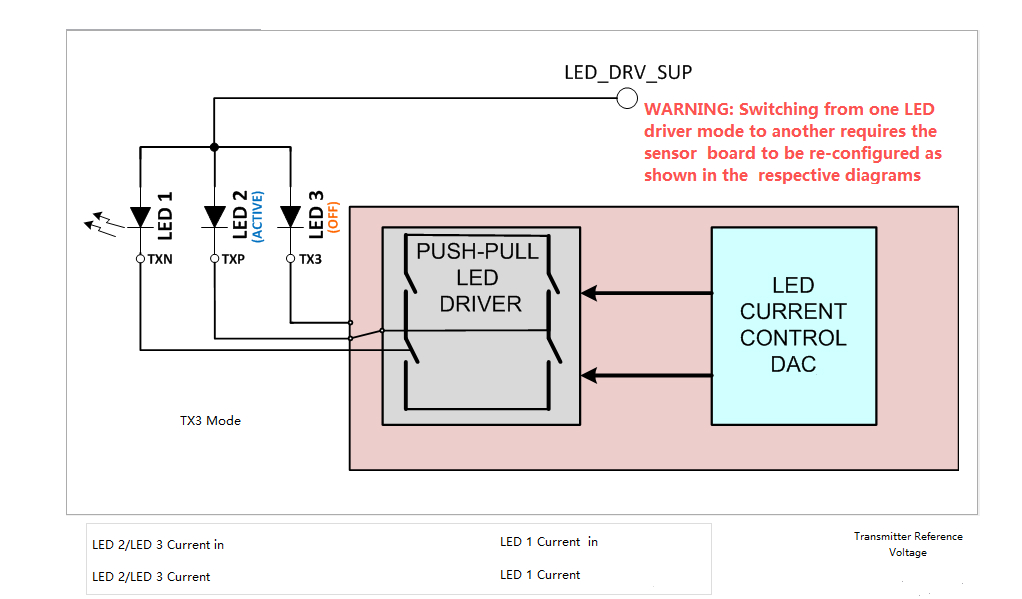 LED_DRV_SUP
WARNING: Switching from one LED
driver mode to another requires the
sensor board to be re-configured as
shown in the respective diagrams
LED 1
LED 2
(ACTIVE)
LED 3
(OFF)
TXN
TXP
TX3
PUSH-PULL
LED
DRIVER
LED
CURRENT
CONTROL
DAC
TX3 Mode
LED 2/LED 3 Current in
LED 1 Current in
Transmitter Reference
Voltage
LED 2/LED 3 Current
LED 1 Current